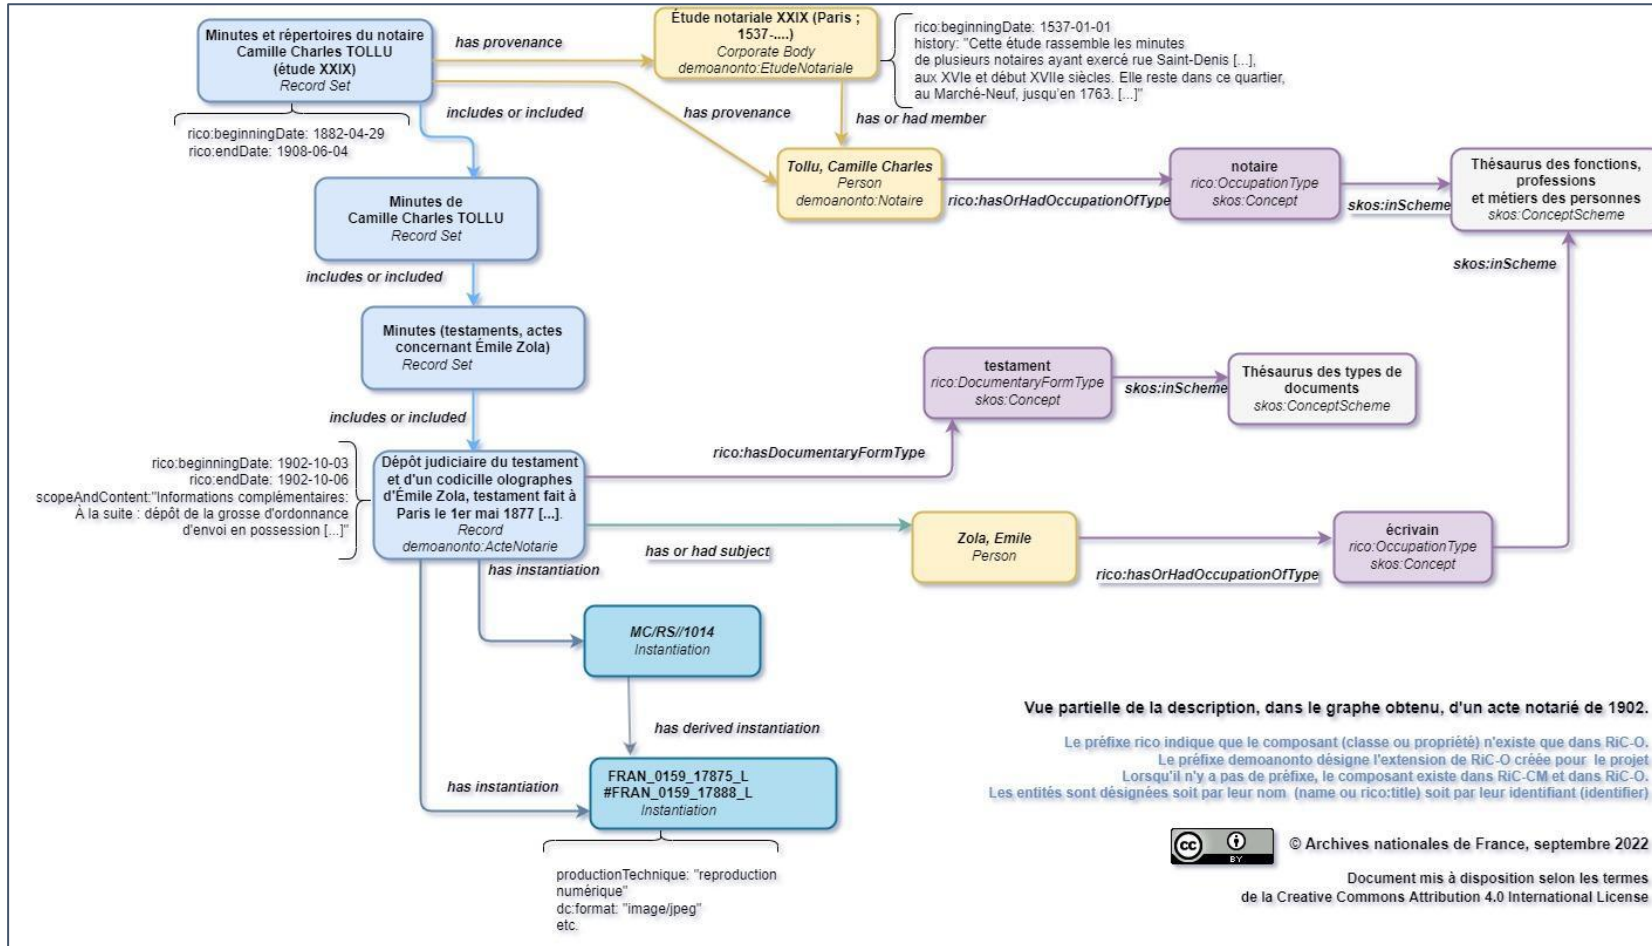 Minutes et répertoires du notaire
Camille Charles TOLLU
(étude XXIX)
Record Set
has provenance
Étude notariale XXIX (Paris ;
1537-....)
Corporate Body
demoanonto:EtudeNotariale
rico:beginningDate: 1537-01-01
history: "Cette étude rassemble les minutes
de plusieurs notaires ayant exercé rue Saint-Denis [...],
aux XVIe et début XVIIe siècles. Elle reste dans ce quartier,
au Marché-Neuf, jusqu'en 1763. [...]"
includes or included
has provenance
has or had member
rico:beginningDate: 1882-04-29
rico:endDate: 1908-06-04
Tollu, Camille Charles
Person
demoanonto:Notaire
rico:hasOrHadOccupationOfType
notaire
rico:OccupationType
skos:Concept
skos:inScheme
Thésaurus des fonctions,
professions
et métiers des personnes
skos:ConceptScheme
Minutes de
Camille Charles TOLLU
Record Set
skos:inScheme
includes or included
Minutes (testaments, actes
concernant Émile Zola)
Record Set
testament
rico:DocumentaryFormType
skos:Concept
skos:inScheme
Thésaurus des types de
documents
skos:ConceptScheme
includes or included
rico:hasDocumentaryFormType
rico:beginningDate: 1902-10-03
rico:endDate: 1902-10-06
scopeAndContent:"Informations complémentaires:
À la suite : dépôt de la grosse d'ordonnance
d'envoi en possession [...]"
Dépôt judiciaire du testament
et d'un codicille olographes
d'Émile Zola, testament fait à
Paris le 1er mai 1877 [...].
Record
demoanonto:ActeNotarie
has or had subject
Zola, Emile
Person
rico:hasOrHadOccupationOfType
écrivain
rico:OccupationType
skos:Concept
has instantiation
MC/RS//1014
Instantiation
has derived instantiation
has instantiation
FRAN_0159_17875_L
#FRAN_0159_17888_L
Instantiation
productionTechnique: "reproduction
numérique"
dc:format: "image/jpeg"
etc.
Vue partielle de la description, dans le graphe obtenu, d'un acte notarié de 1902.
Le préfixe rico indique que le composant (classe ou propriété) n'existe que dans RiC-O.
Le préfixe demoanonto désigne l'extension de RiC-O créée pour le projet
Lorsqu'il n'y a pas de préfixe, le composant existe dans RiC-CM et dans RiC-O.
Les entités sont désignées soit par leur nom (name ou rico:title) soit par leur identifiant (identifier)
cc
BY
© Archives nationales de France, septembre 2022
Document mis à disposition selon les termes
de la Creative Commons Attribution 4.0 International License